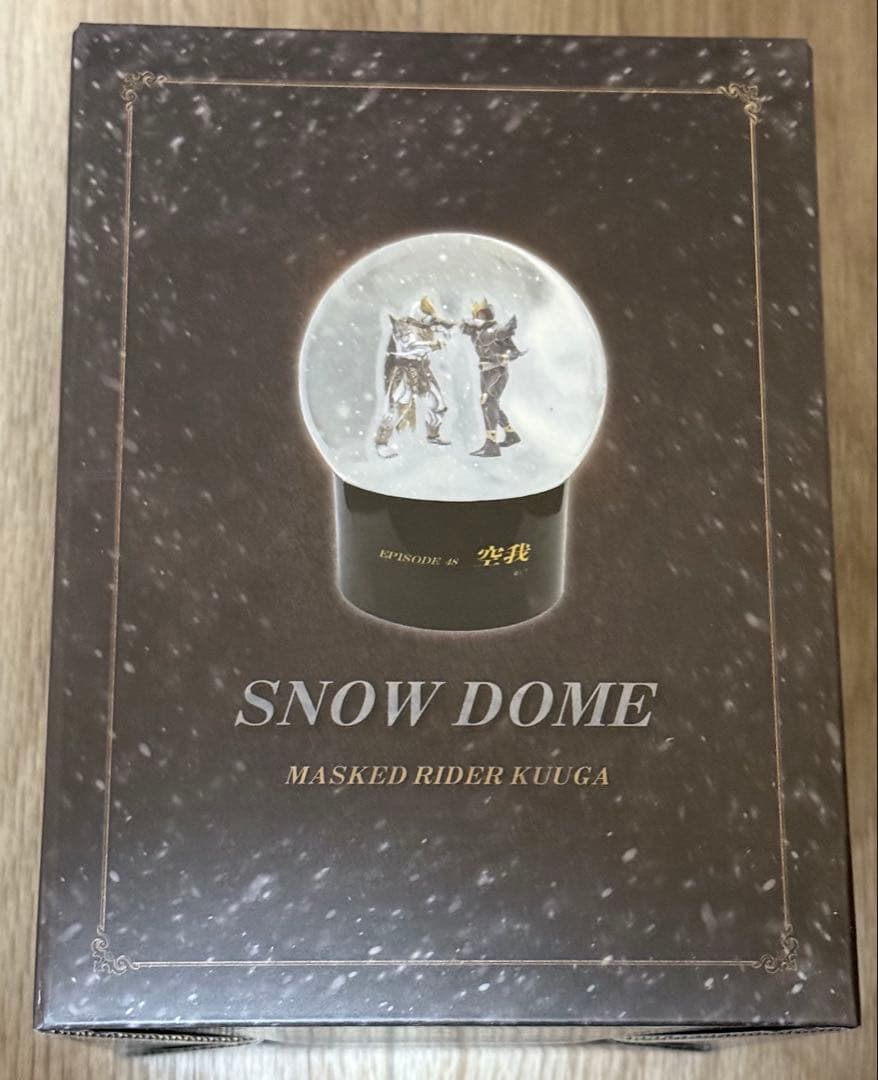 EPISODE 48 空我
SNOW DOME
MASKED RIDER KUUGA